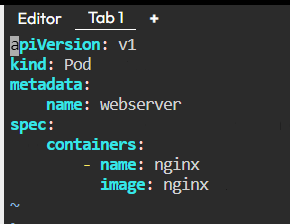 Editor Tab 1 +
apiVersion: v1
kind: Pod
metadata:
    name: webserver
spec:
    containers:
        - name: nginx
          image: nginx
~
~